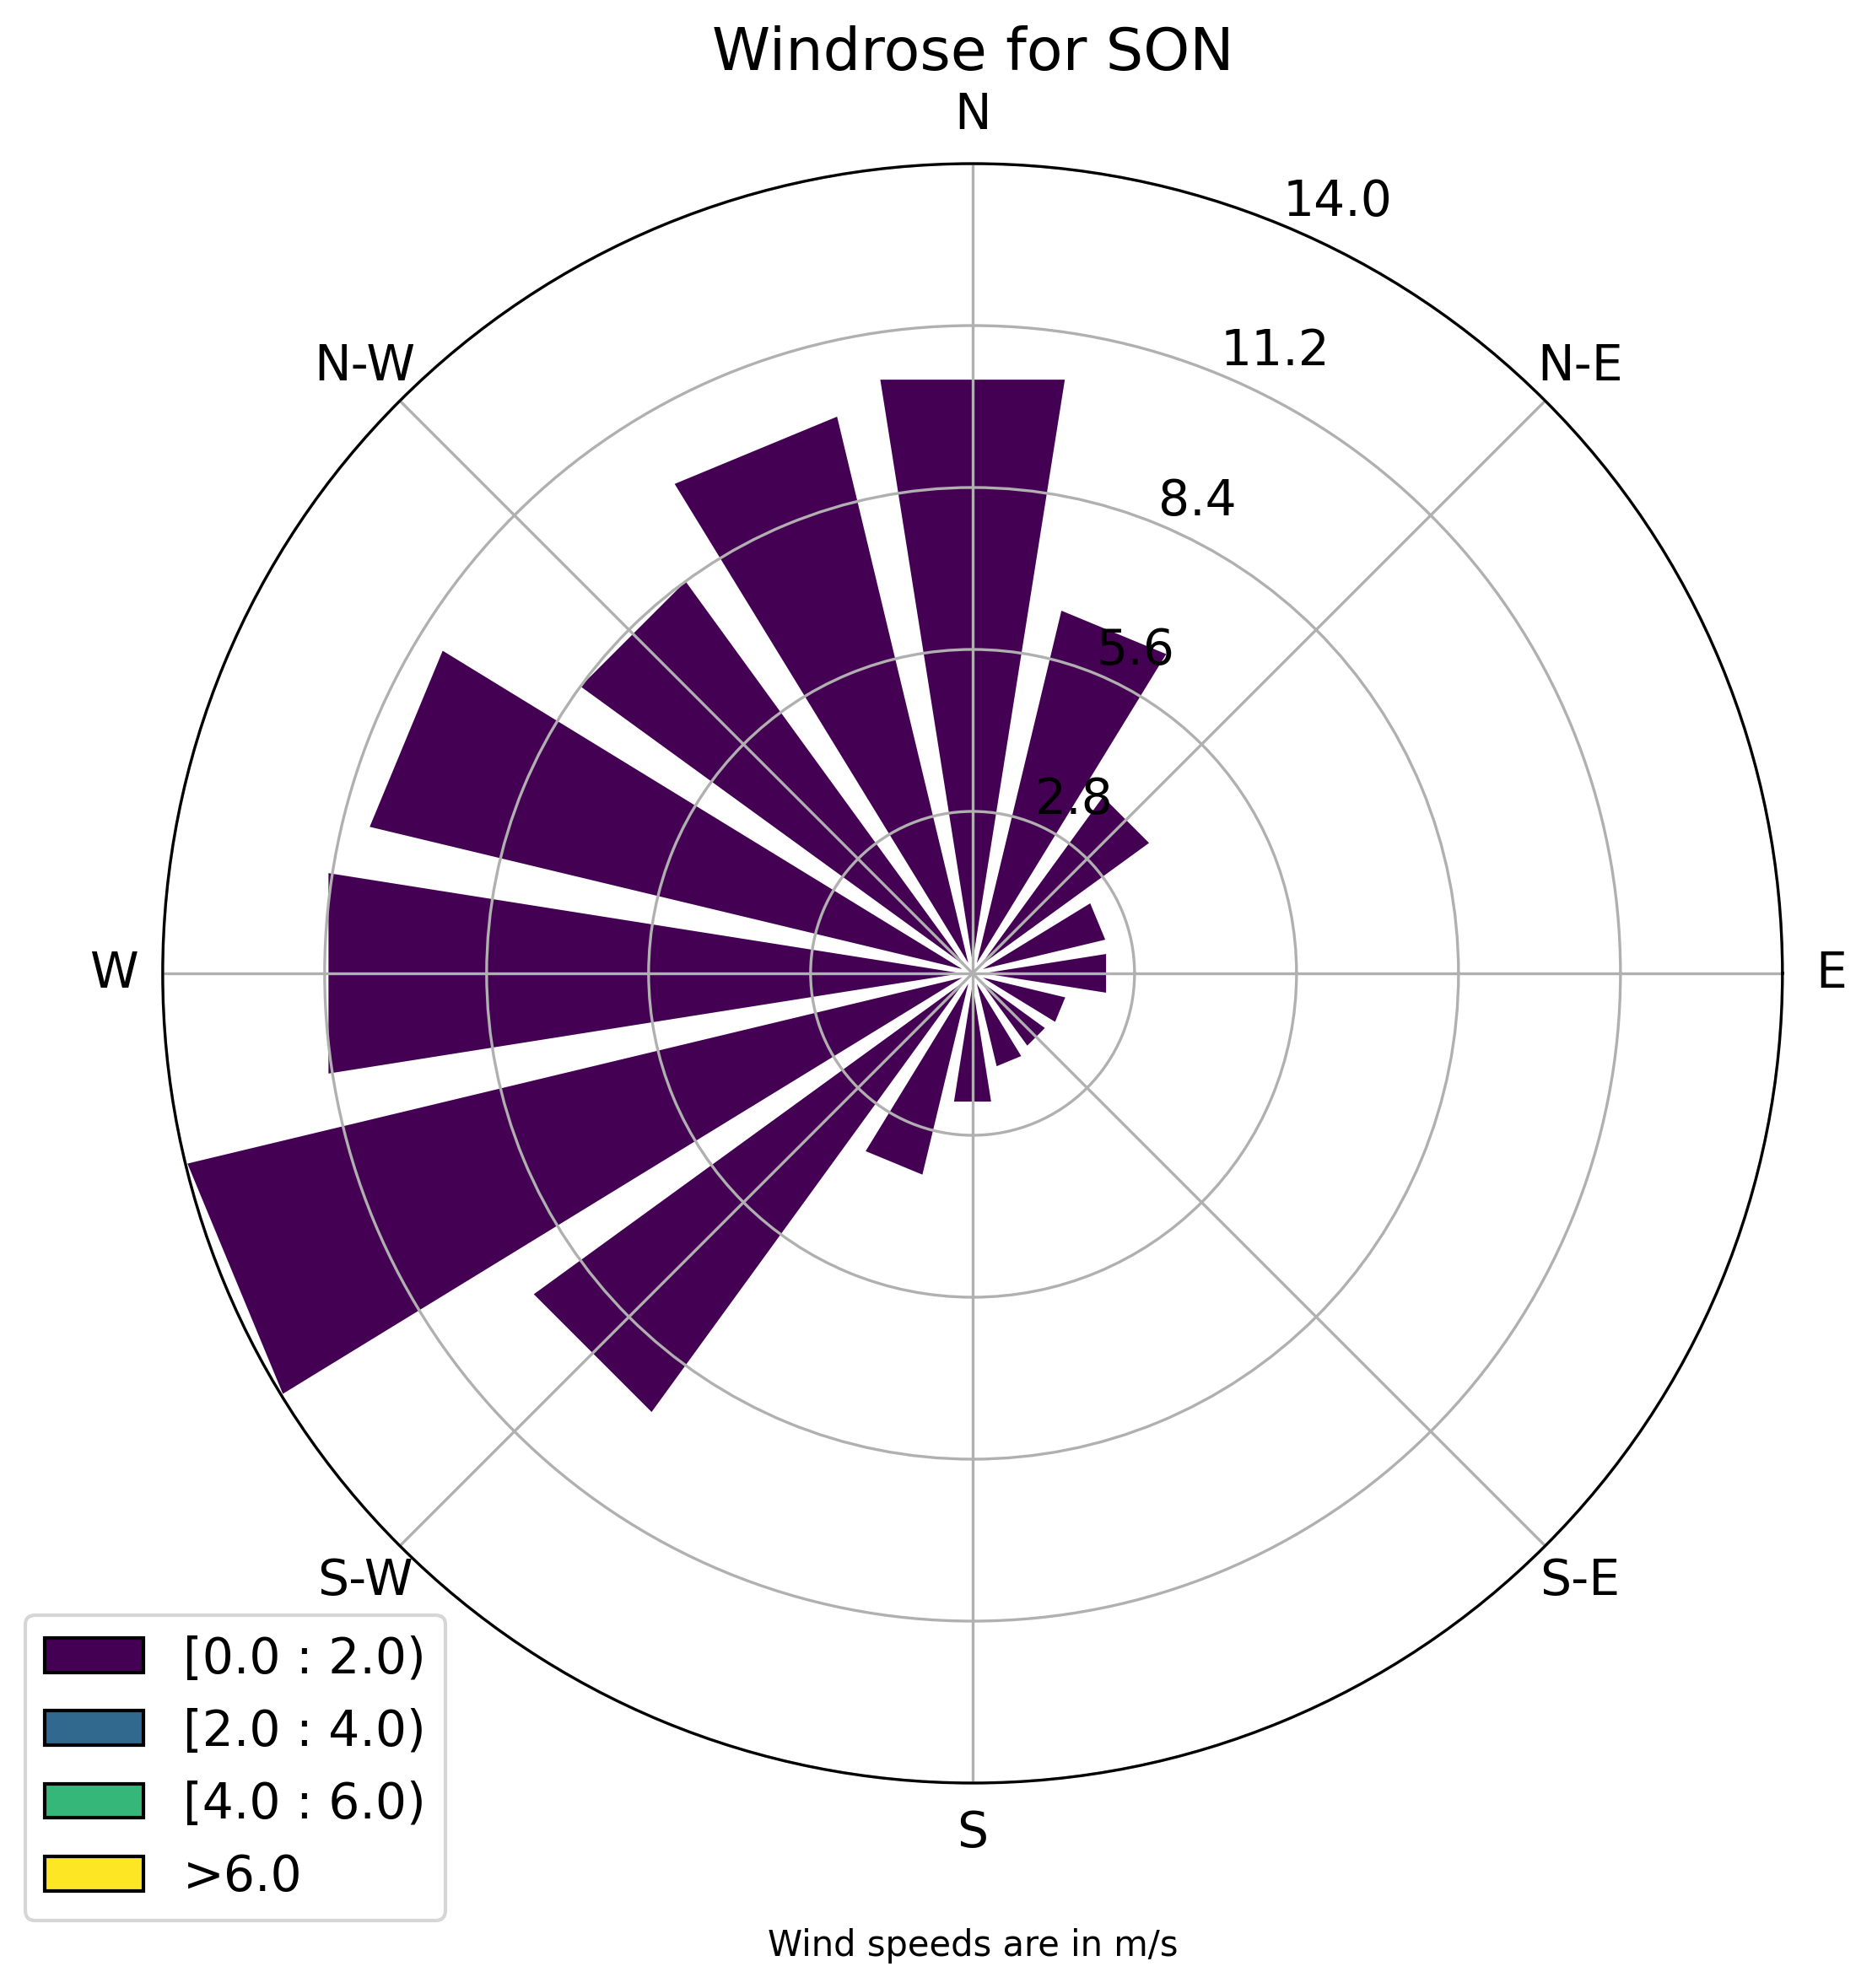 Windrose for SON
N
14.0
11.2
N-W
N-E
8.4
5.6
2.8
W
E
S-W
S-E
[0.0 : 2.0)
[2.0 : 4.0)
[4.0 : 6.0)
>6.0
S
Wind speeds are in m/s